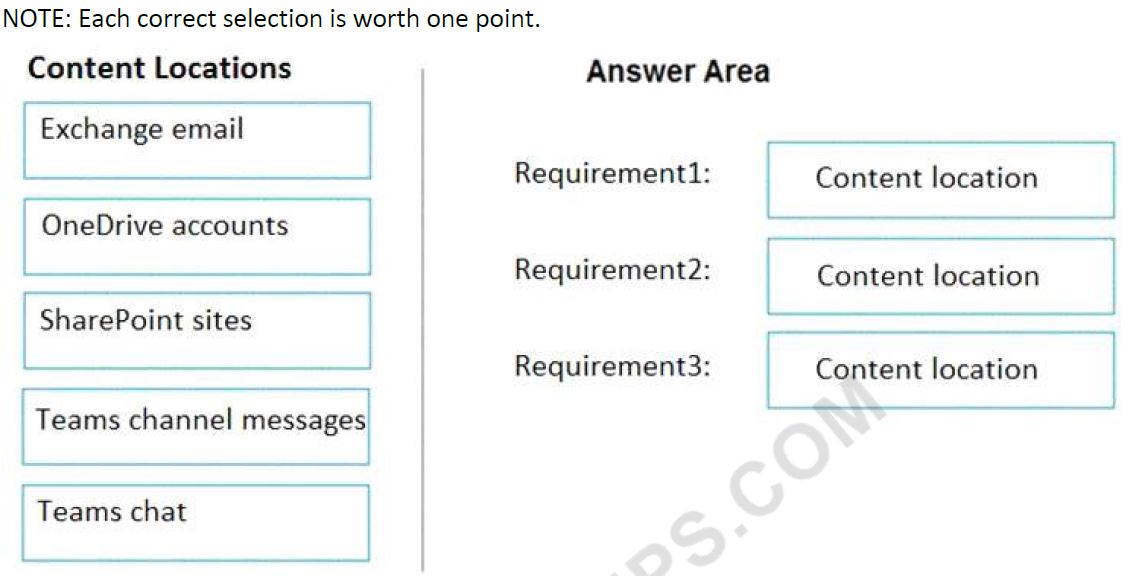 NOTE: Each correct selection is worth one point.
Content Locations
Exchange email
OneDrive accounts
SharePoint sites
Teams channel messages
Teams chat
Answer Area
Requirement1:
Content location
Requirement2:
Content location
Requirement3:
Content location
PS.COM